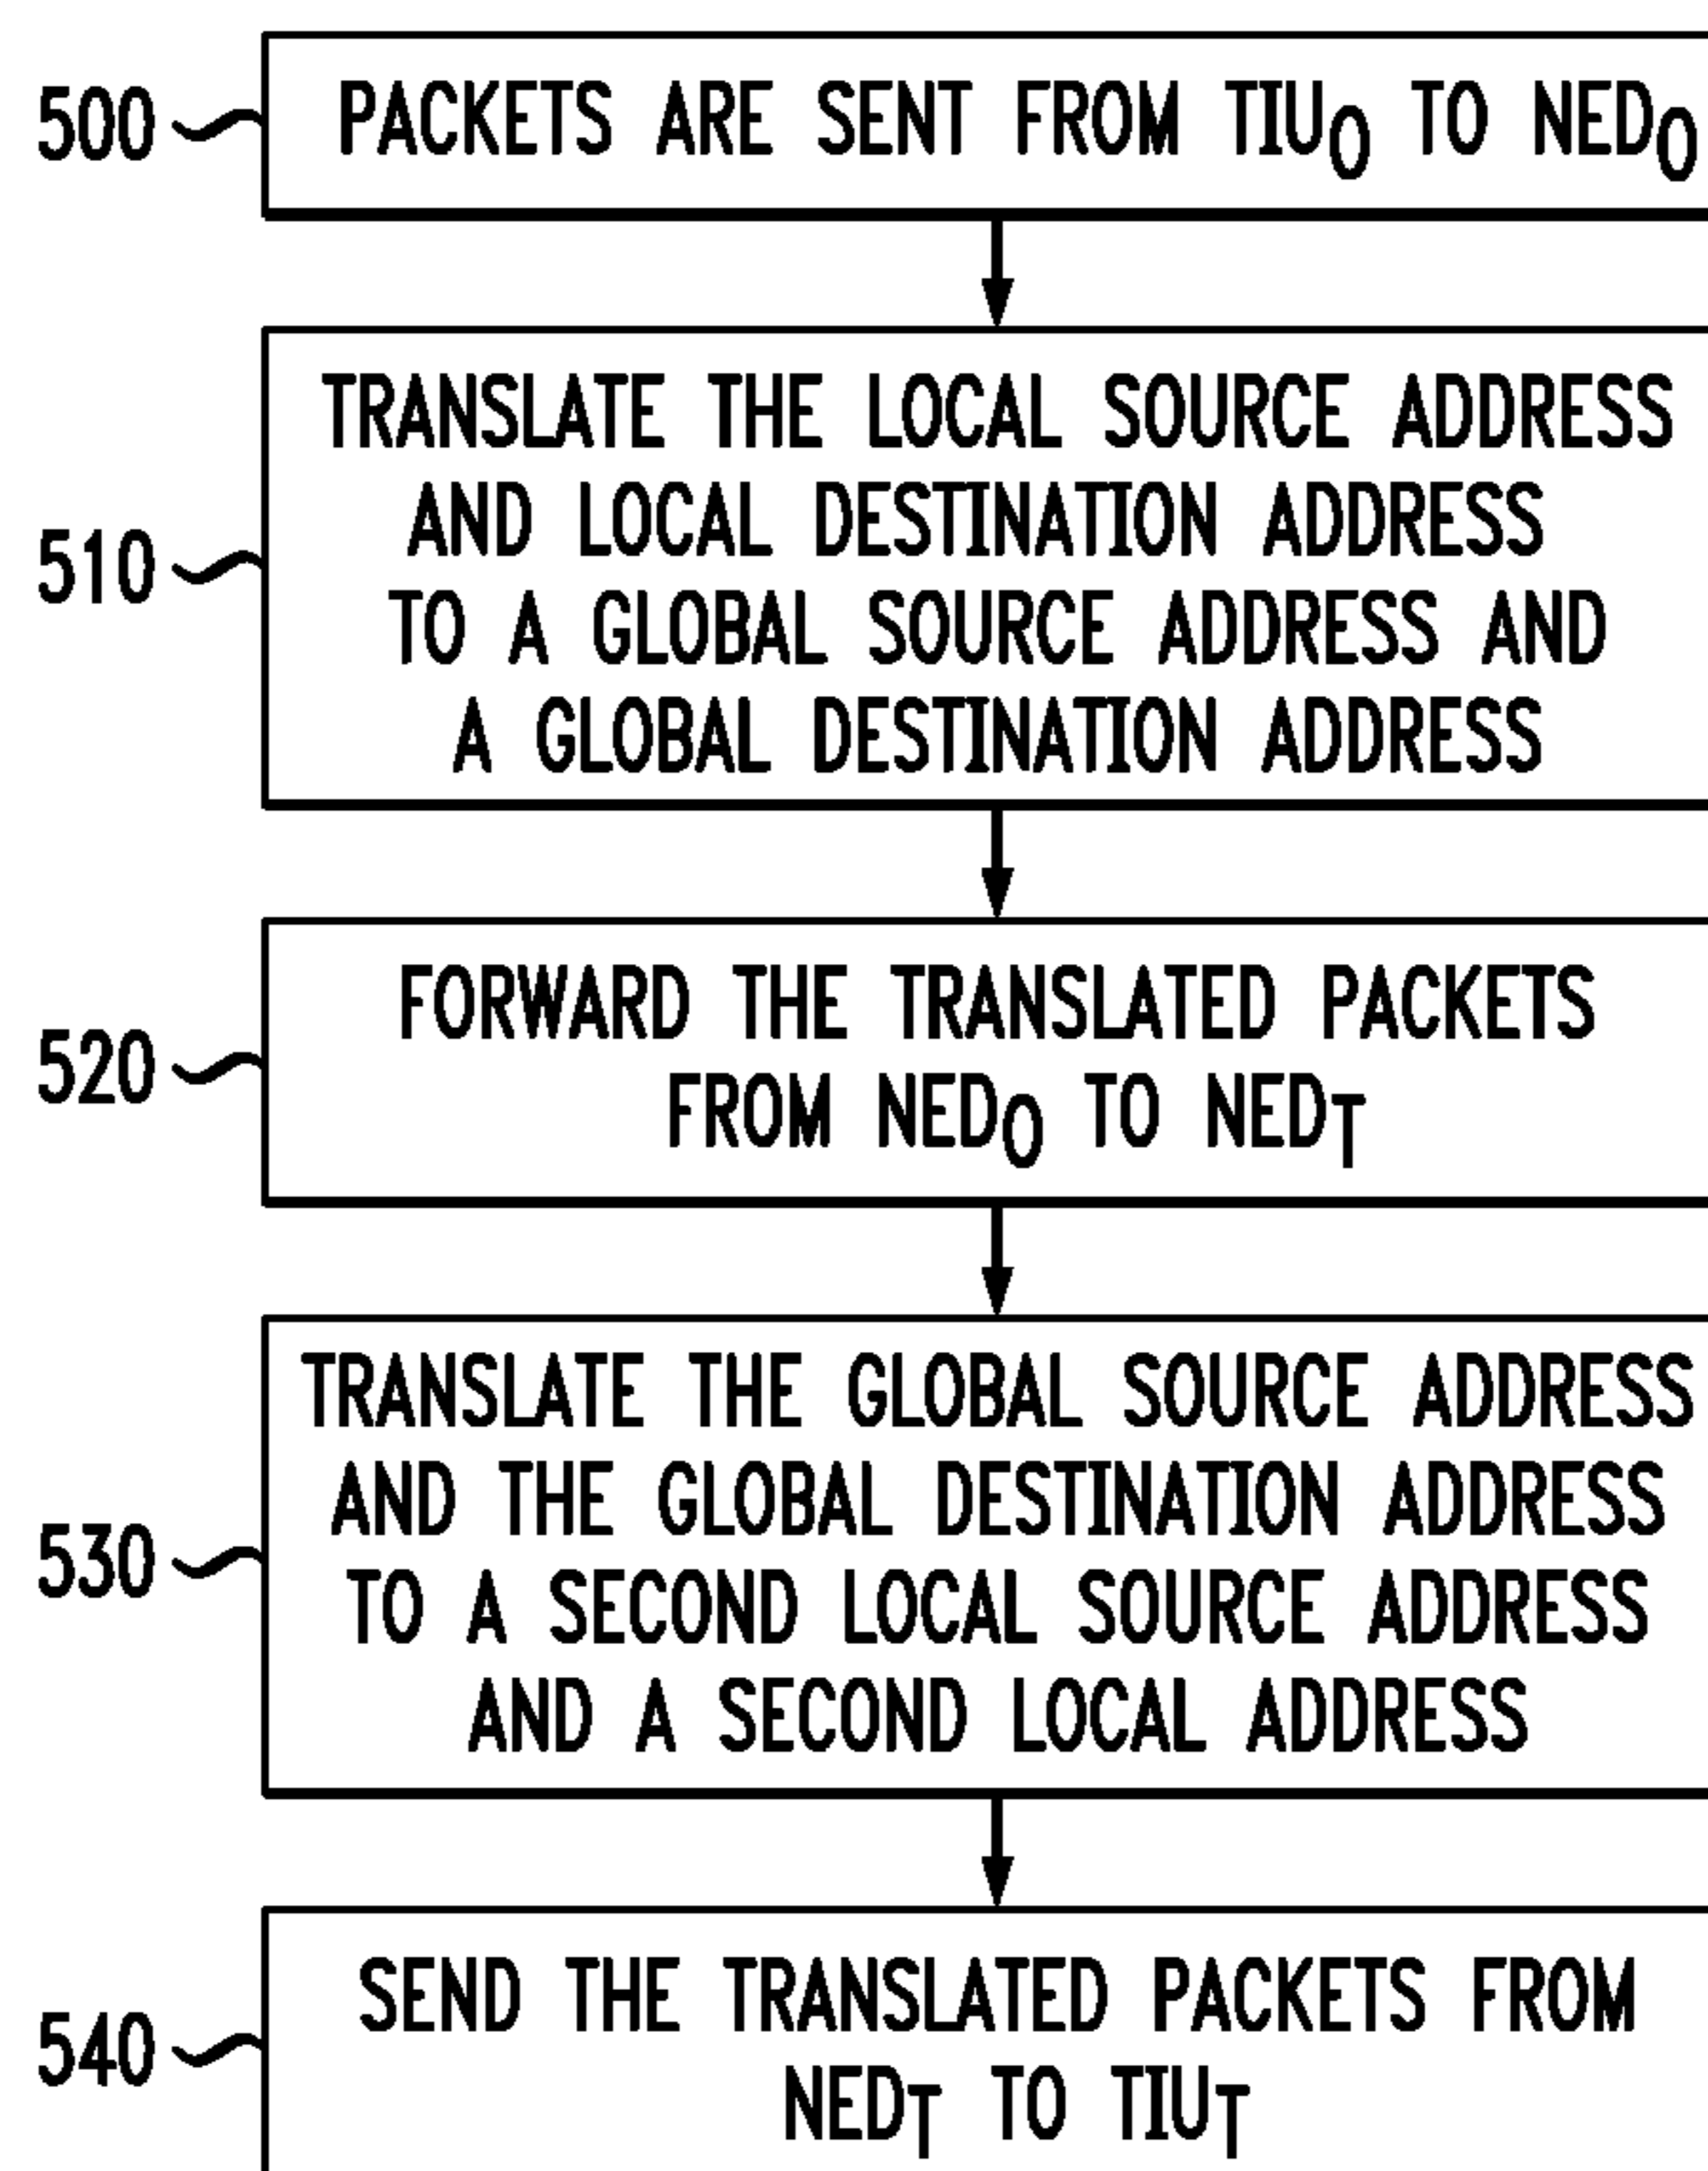 500 PACKETS ARE SENT FROM TIUO TO NEDO
TRANSLATE THE LOCAL SOURCE ADDRESS
AND LOCAL DESTINATION ADDRESS
510
TO A GLOBAL SOURCE ADDRESS AND
A GLOBAL DESTINATION ADDRESS
FORWARD THE TRANSLATED PACKETS
520
FROM NEDO TO NEDT
TRANSLATE THE GLOBAL SOURCE ADDRESS
AND THE GLOBAL DESTINATION ADDRESS
530
TO A SECOND LOCAL SOURCE ADDRESS
AND A SECOND LOCAL ADDRESS
SEND THE TRANSLATED PACKETS FROM
540
NEDT TO TIUT